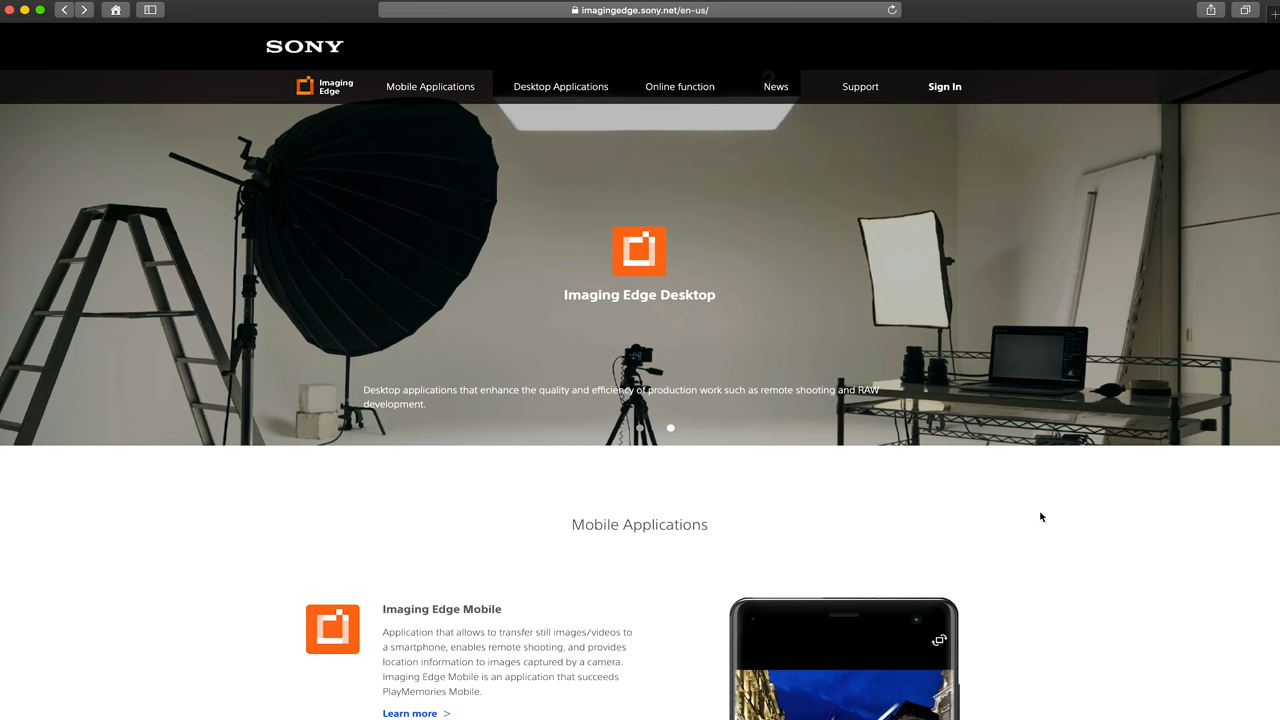 imagingedge.sony.net/en-us/
SONY
Imaging
Edge
Mobile Applications
Desktop Applications
Online function
News
Support
Sign In
Imaging Edge Desktop
Desktop applications that enhance the quality and efficiency of production work such as remote shooting and RAW
development.
Mobile Applications
Imaging Edge Mobile
Application that allows to transfer still images/videos to
a smartphone, enables remote shooting, and provides
location information to images captured by a camera.
Imaging Edge Mobile is an application that succeeds
PlayMemories Mobile.
Learn more >